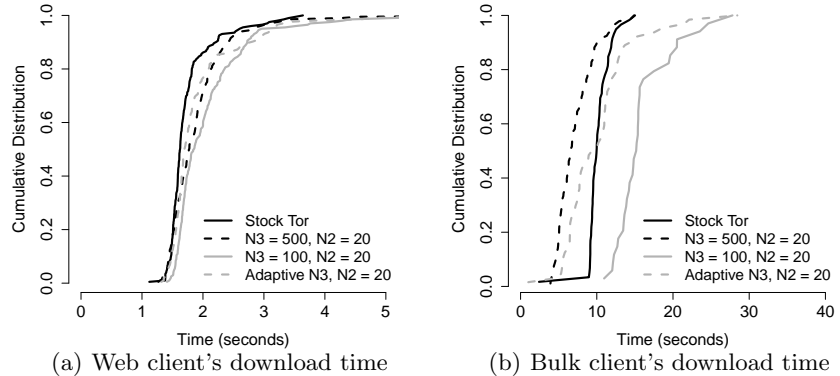 1.0
0.8
0.6
0.4
0.2
0.0
Cumulative Distribution
Stock Tor
N3 = 500, N2 = 20
N3 = 100, N2 = 20
Adaptive N3, N2 = 20
0 1 2 3 4 5
Time (seconds)
(a) Web client's download time
1.0
0.8
0.6
0.4
0.2
0.0
Cumulative Distribution
Stock Tor
N3 = 500, N2 = 20
N3 = 100, N2 = 20
Adaptive N3, N2 = 20
0 10 20 30 40
Time (seconds)
(b) Bulk client's download time